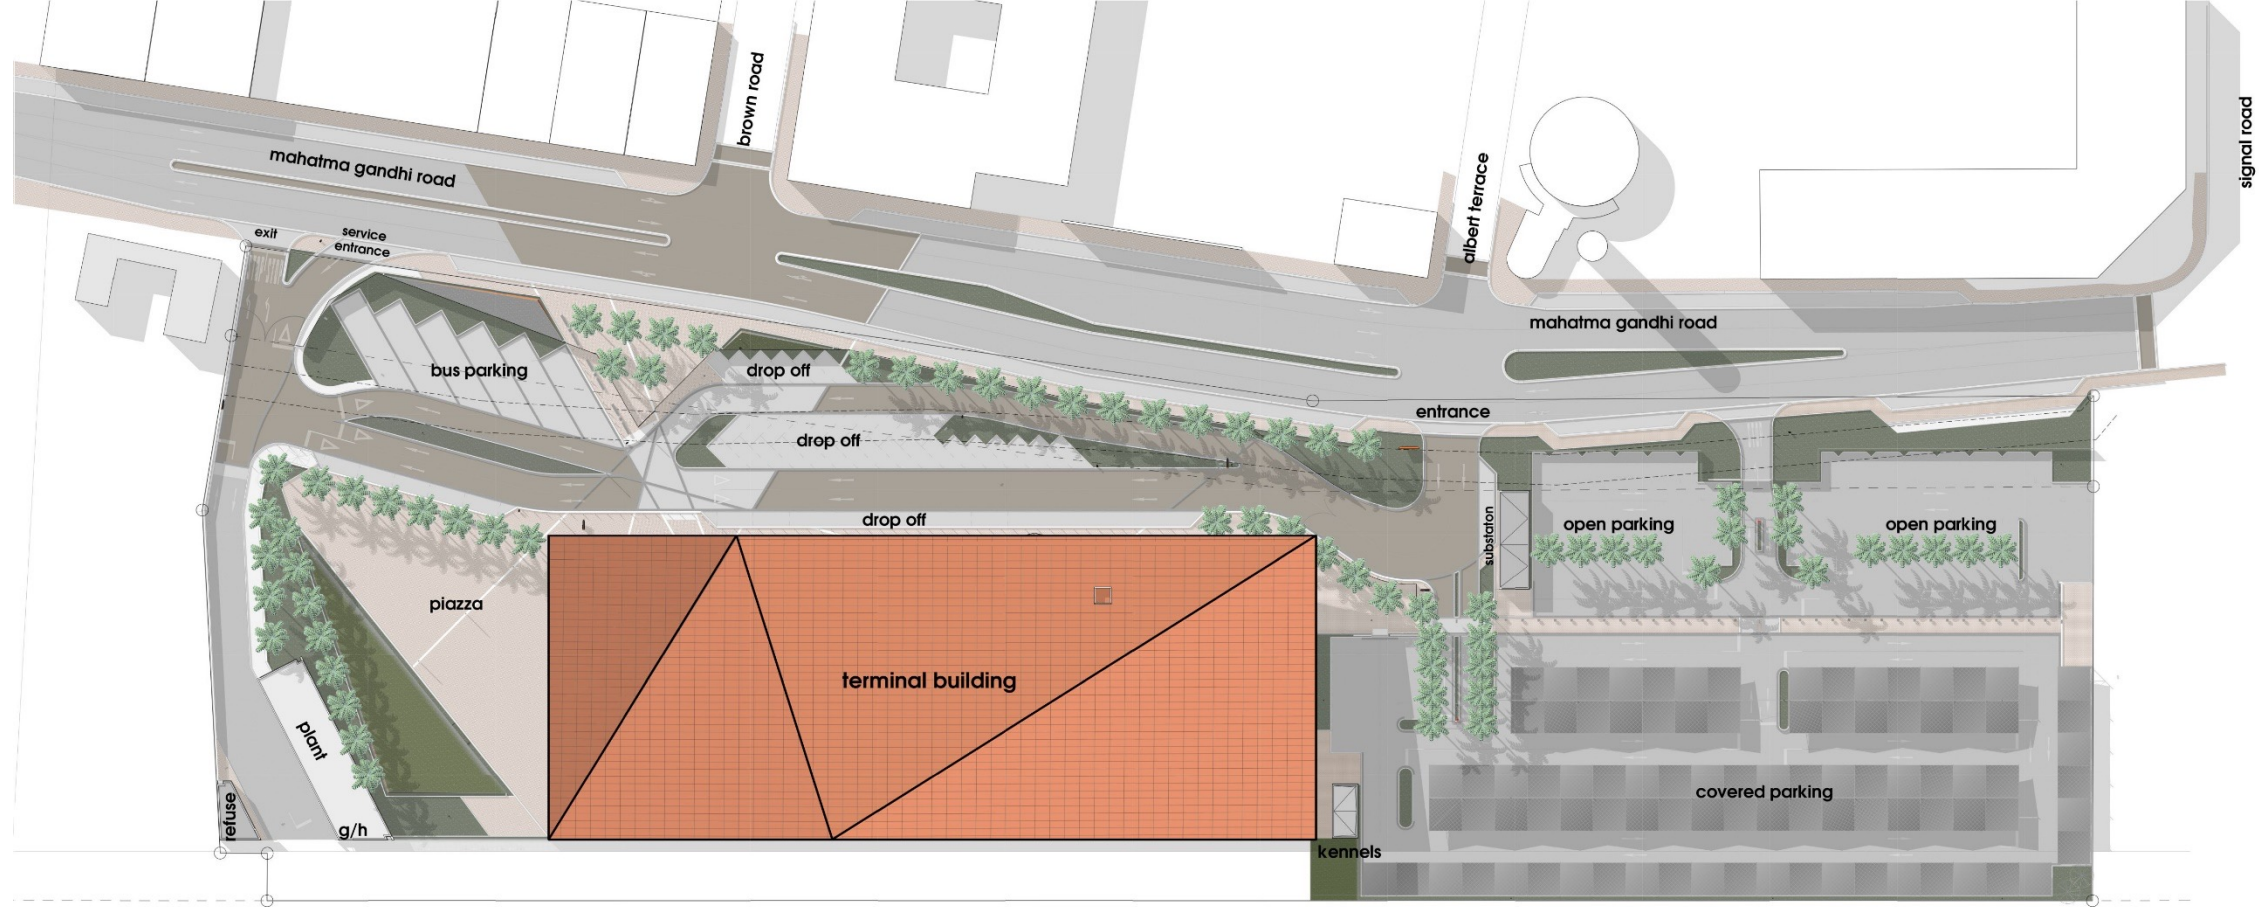 brown road
signal road
mahatma gandhi road
albert terrace
exit
service
entrance
mahatma gandhi road
bus parking
drop off
entrance
drop off
drop off
substaton
open parking
open parking
piazza
terminal building
plant
covered parking
refuse
g/h
kennels